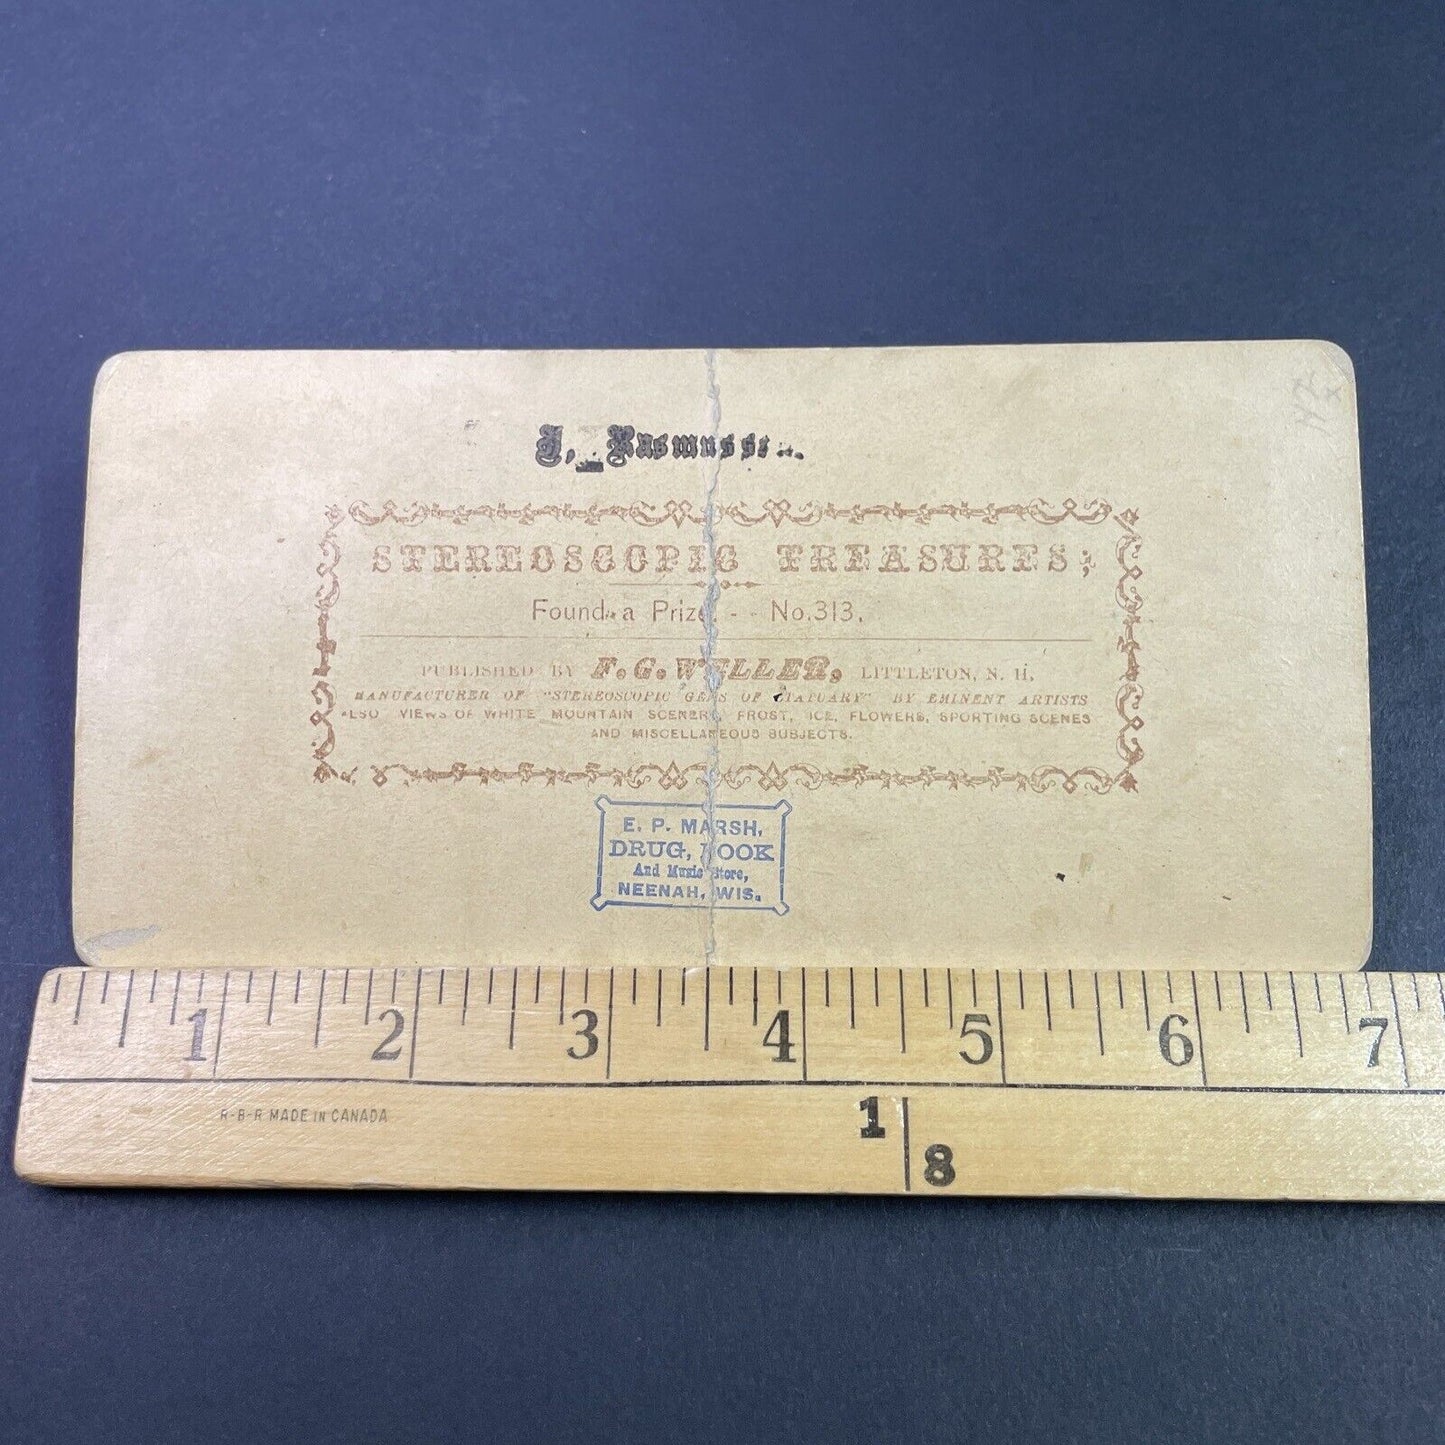 J. Rasmussen
STEREOSCOPIC TREASURES;
Found a Prize. - - No. 313.
PUBLISHED BY F. G. WELLER, LITTLETON, N. H,
MANUFACTURER OF "STEREOSCOPIC GEMS OF STATUARY" BY EMINENT ARTISTS
ALSO VIEWS OF WHITE MOUNTAIN SCENERY, FROST, ICE, FLOWERS, SPORTING SCENES
AND MISCELLANEOUS SUBJECTS.
E. P. MARSH,
DRUG, BOOK
And Music Store,
NEENAH, WIS.
1 2 3 4 5 6 7
R-B-R MADE IN CANADA
1
8